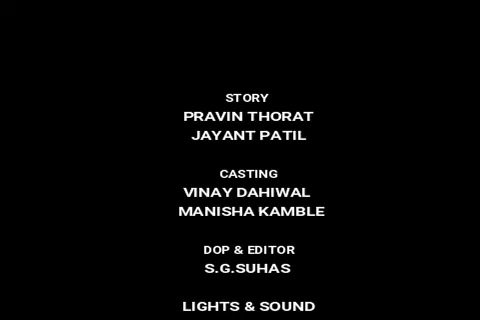 STORY
PRAVIN THORAT
JAYANT PATIL
CASTING
VINAY DAHIWAL
MANISHA KAMBLE
DOP & EDITOR
S.G.SUHAS
LIGHTS & SOUND